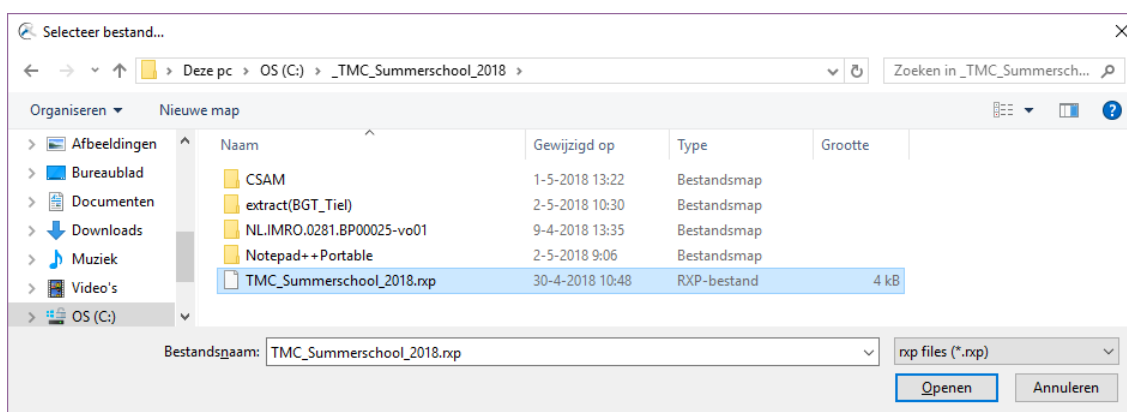 Selecteer bestand...
Deze pc > OS (C:) > _TMC_Summerschool_2018 >
Zoeken in _TMC_Summersch...
Organiseren Nieuwe map
Naam Gewijzigd op Type Grootte
Afbeeldingen
Bureaublad
Documenten
Downloads
Muziek
Video's
OS (C:)
CSAM 1-5-2018 13:22 Bestandsmap
extract(BGT_Tiel) 2-5-2018 10:30 Bestandsmap
NL.IMRO.0281.BP00025-vo01 9-4-2018 13:35 Bestandsmap
Notepad++Portable 2-5-2018 9:06 Bestandsmap
TMC_Summerschool_2018.rxp 30-4-2018 10:48 RXP-bestand 4 kB
Bestandsnaam: TMC_Summerschool_2018.rxp
rxp files (*.rxp)
Openen Annuleren